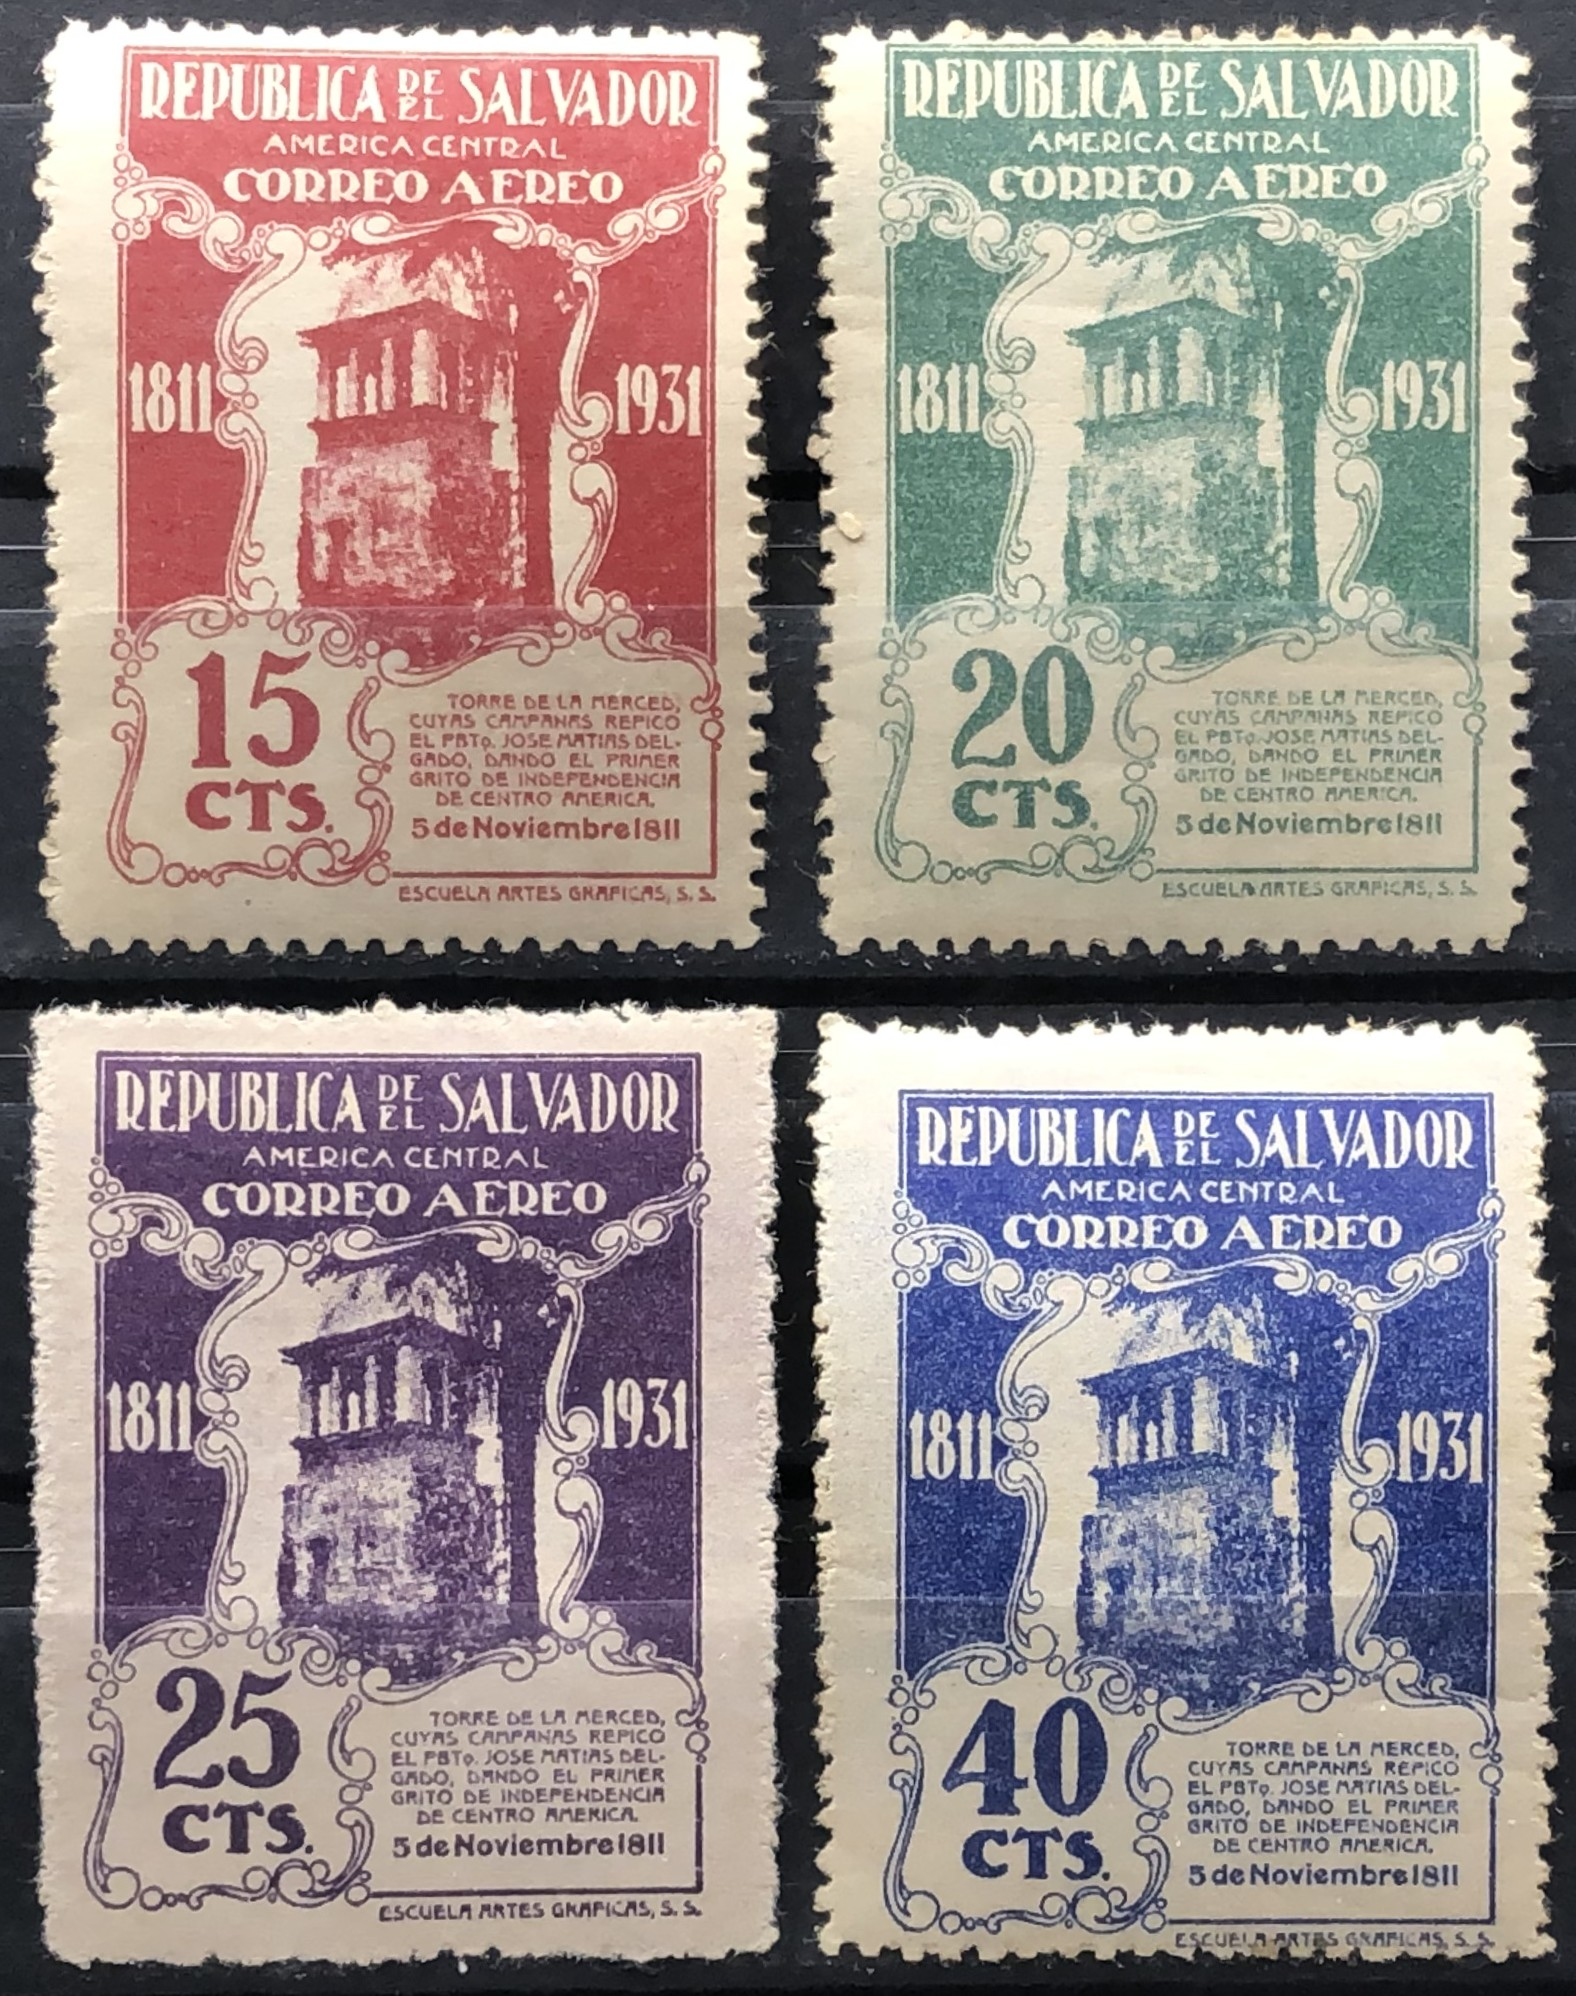 REPUBLICA DE EL SALVADOR
AMERICA CENTRAL
CORREO AEREO
1811 1931
15
CTS.
TORRE DE LA MERCED,
CUYAS CAMPANAS REPICO
EL PBTO. JOSE MATIAS DEL-
GADO, DANDO EL PRIMER
GRITO DE INDEPENDENCIA
DE CENTRO AMERICA.
5 de Noviembre 1811
ESCUELA ARTES GRAFICAS, S. S.
REPUBLICA DE EL SALVADOR
AMERICA CENTRAL
CORREO AEREO
1811 1931
20
CTS.
TORRE DE LA MERCED,
CUYAS CAMPANAS REPICO
EL PBTO. JOSE MATIAS DEL-
GADO, DANDO EL PRIMER
GRITO DE INDEPENDENCIA
DE CENTRO AMERICA.
5 de Noviembre 1811
ESCUELA ARTES GRAFICAS, S. S.
REPUBLICA DE EL SALVADOR
AMERICA CENTRAL
CORREO AEREO
1811 1931
25
CTS.
TORRE DE LA MERCED,
CUYAS CAMPANAS REPICO
EL PBTO. JOSE MATIAS DEL-
GADO, DANDO EL PRIMER
GRITO DE INDEPENDENCIA
DE CENTRO AMERICA.
5 de Noviembre 1811
ESCUELA ARTES GRAFICAS, S. S.
REPUBLICA DE EL SALVADOR
AMERICA CENTRAL
CORREO AEREO
1811 1931
40
CTS.
TORRE DE LA MERCED,
CUYAS CAMPANAS REPICO
EL PBTO. JOSE MATIAS DEL-
GADO, DANDO EL PRIMER
GRITO DE INDEPENDENCIA
DE CENTRO AMERICA.
5 de Noviembre 1811
ESCUELA ARTES GRAFICAS, S. S.